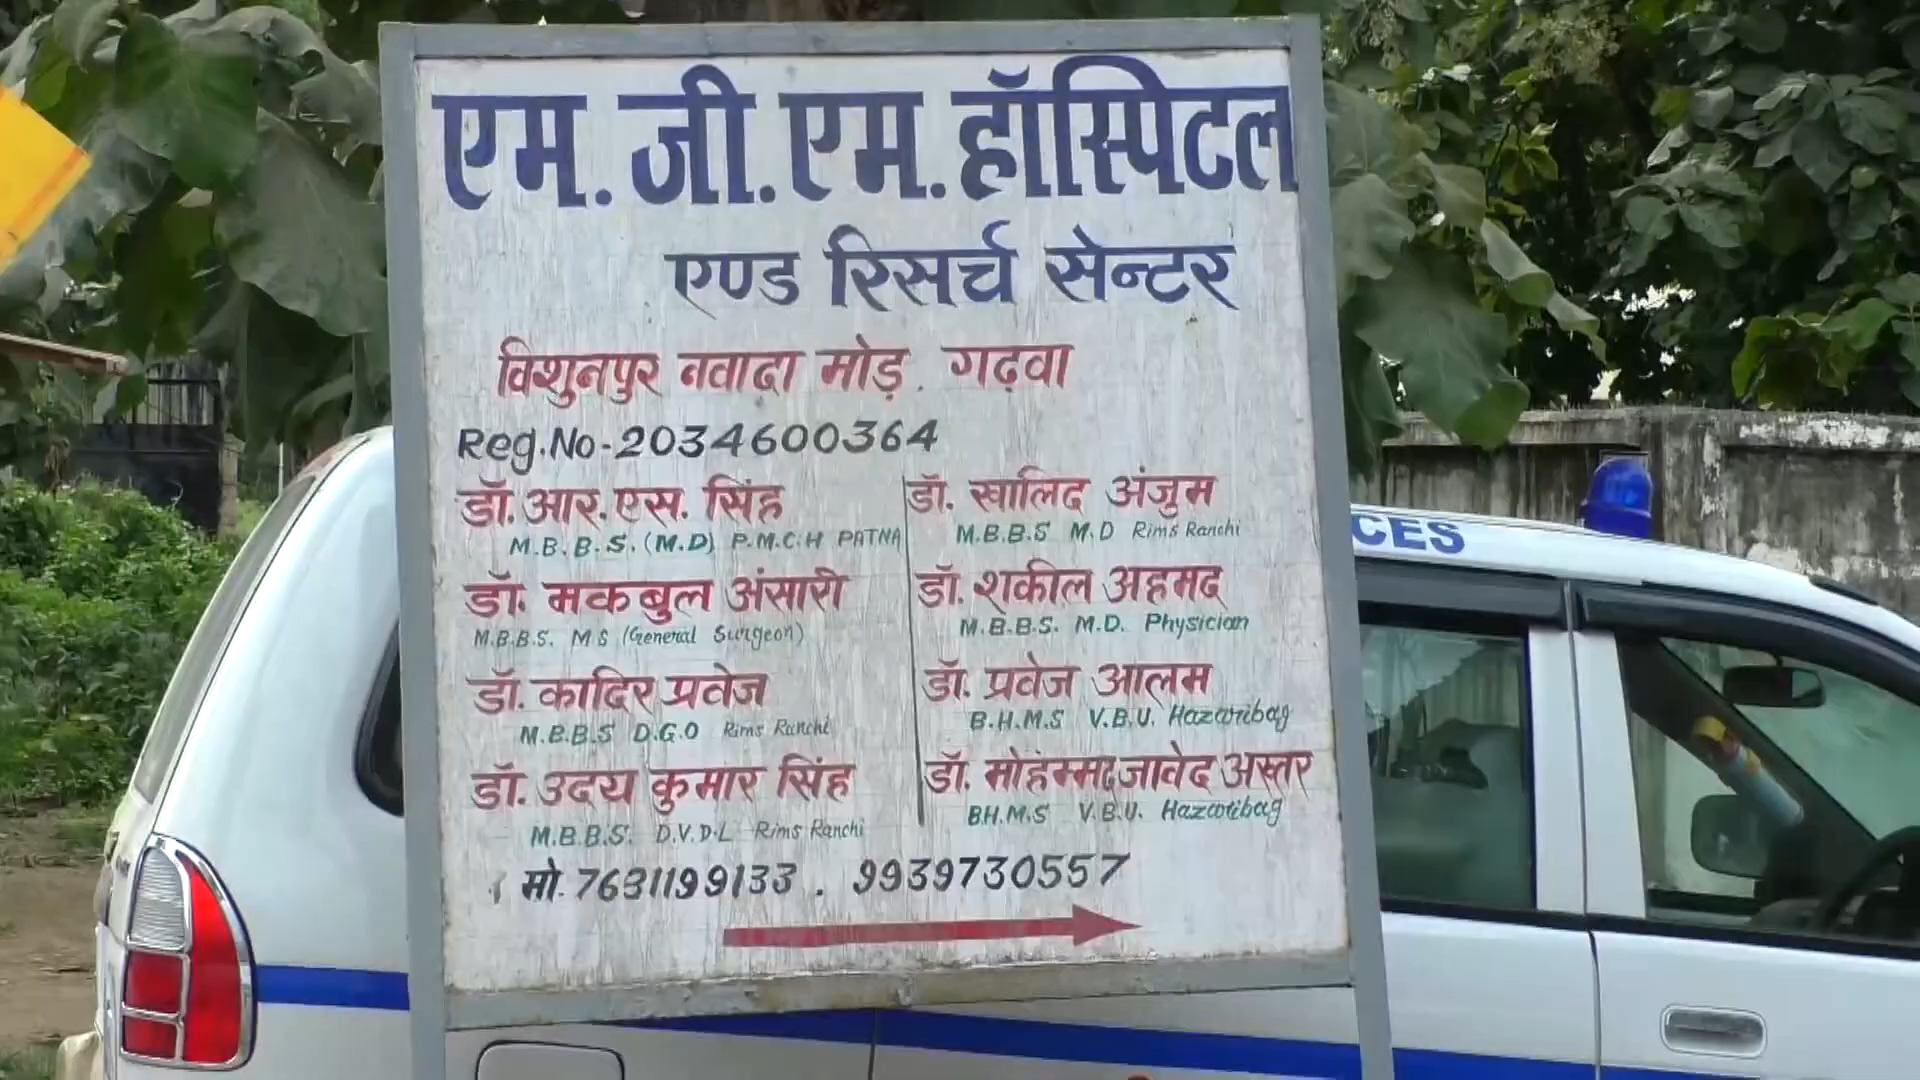 एम. जी. एम. हॉस्पिटल
एण्ड रिसर्च सेन्टर
विशुनपुर नवादा मोड़. गढ़वा
Reg.No-2034600364
डॉ. आर. एस. सिंह
M.B.B.S. (M.D) P.M.C.H PATNA
डॉ. मकबुल अंसारी
M.B.B.S. MS (General Surgeon)
डॉ. कादिर प्रवेज
M.B.B.S D.G.O Rims Ranchi
डॉ. उदय कुमार सिंह
M.B.B.S. D.V.D.L Rims Ranchi
डॉ. खालिद अंजुम
M.B.B.S M.D Rims Ranchi
डॉ. शकील अहमद
M.B.B.S. M.D. Physician
डॉ. प्रवेज आलम
B.H.M.S V.B.U. Hazaribag
डॉ. मोहम्मद जावेद अख्तर
B.H.M.S V.B.U. Hazaribag
मो. 7631199133 . 9939730557
CES